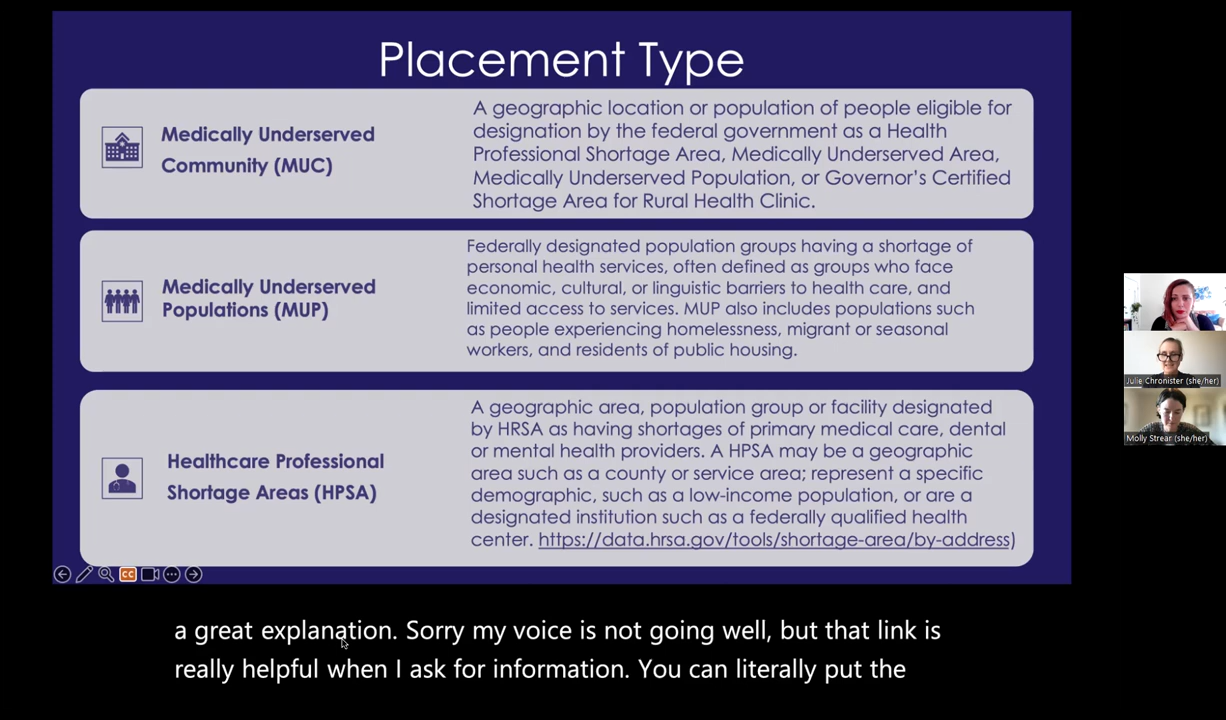 Placement Type
Medically Underserved
Community (MUC)
A geographic location or population of people eligible for
designation by the federal government as a Health
Professional Shortage Area, Medically Underserved Area,
Medically Underserved Population, or Governor's Certified
Shortage Area for Rural Health Clinic.
Medically Underserved
Populations (MUP)
Federally designated population groups having a shortage of
personal health services, often defined as groups who face
economic, cultural, or linguistic barriers to health care, and
limited access to services. MUP also includes populations such
as people experiencing homelessness, migrant or seasonal
workers, and residents of public housing.
Healthcare Professional
Shortage Areas (HPSA)
A geographic area, population group or facility designated
by HRSA as having shortages of primary medical care, dental
or mental health providers. A HPSA may be a geographic
area such as a county or service area; represent a specific
demographic, such as a low-income population, or are a
designated institution such as a federally qualified health
center. https://data.hrsa.gov/tools/shortage-area/by-address)
CC
Julie Chronister (she/her)
Molly Strear (she/her)
a great explanation. Sorry my voice is not going well, but that link is
really helpful when I ask for information. You can literally put the